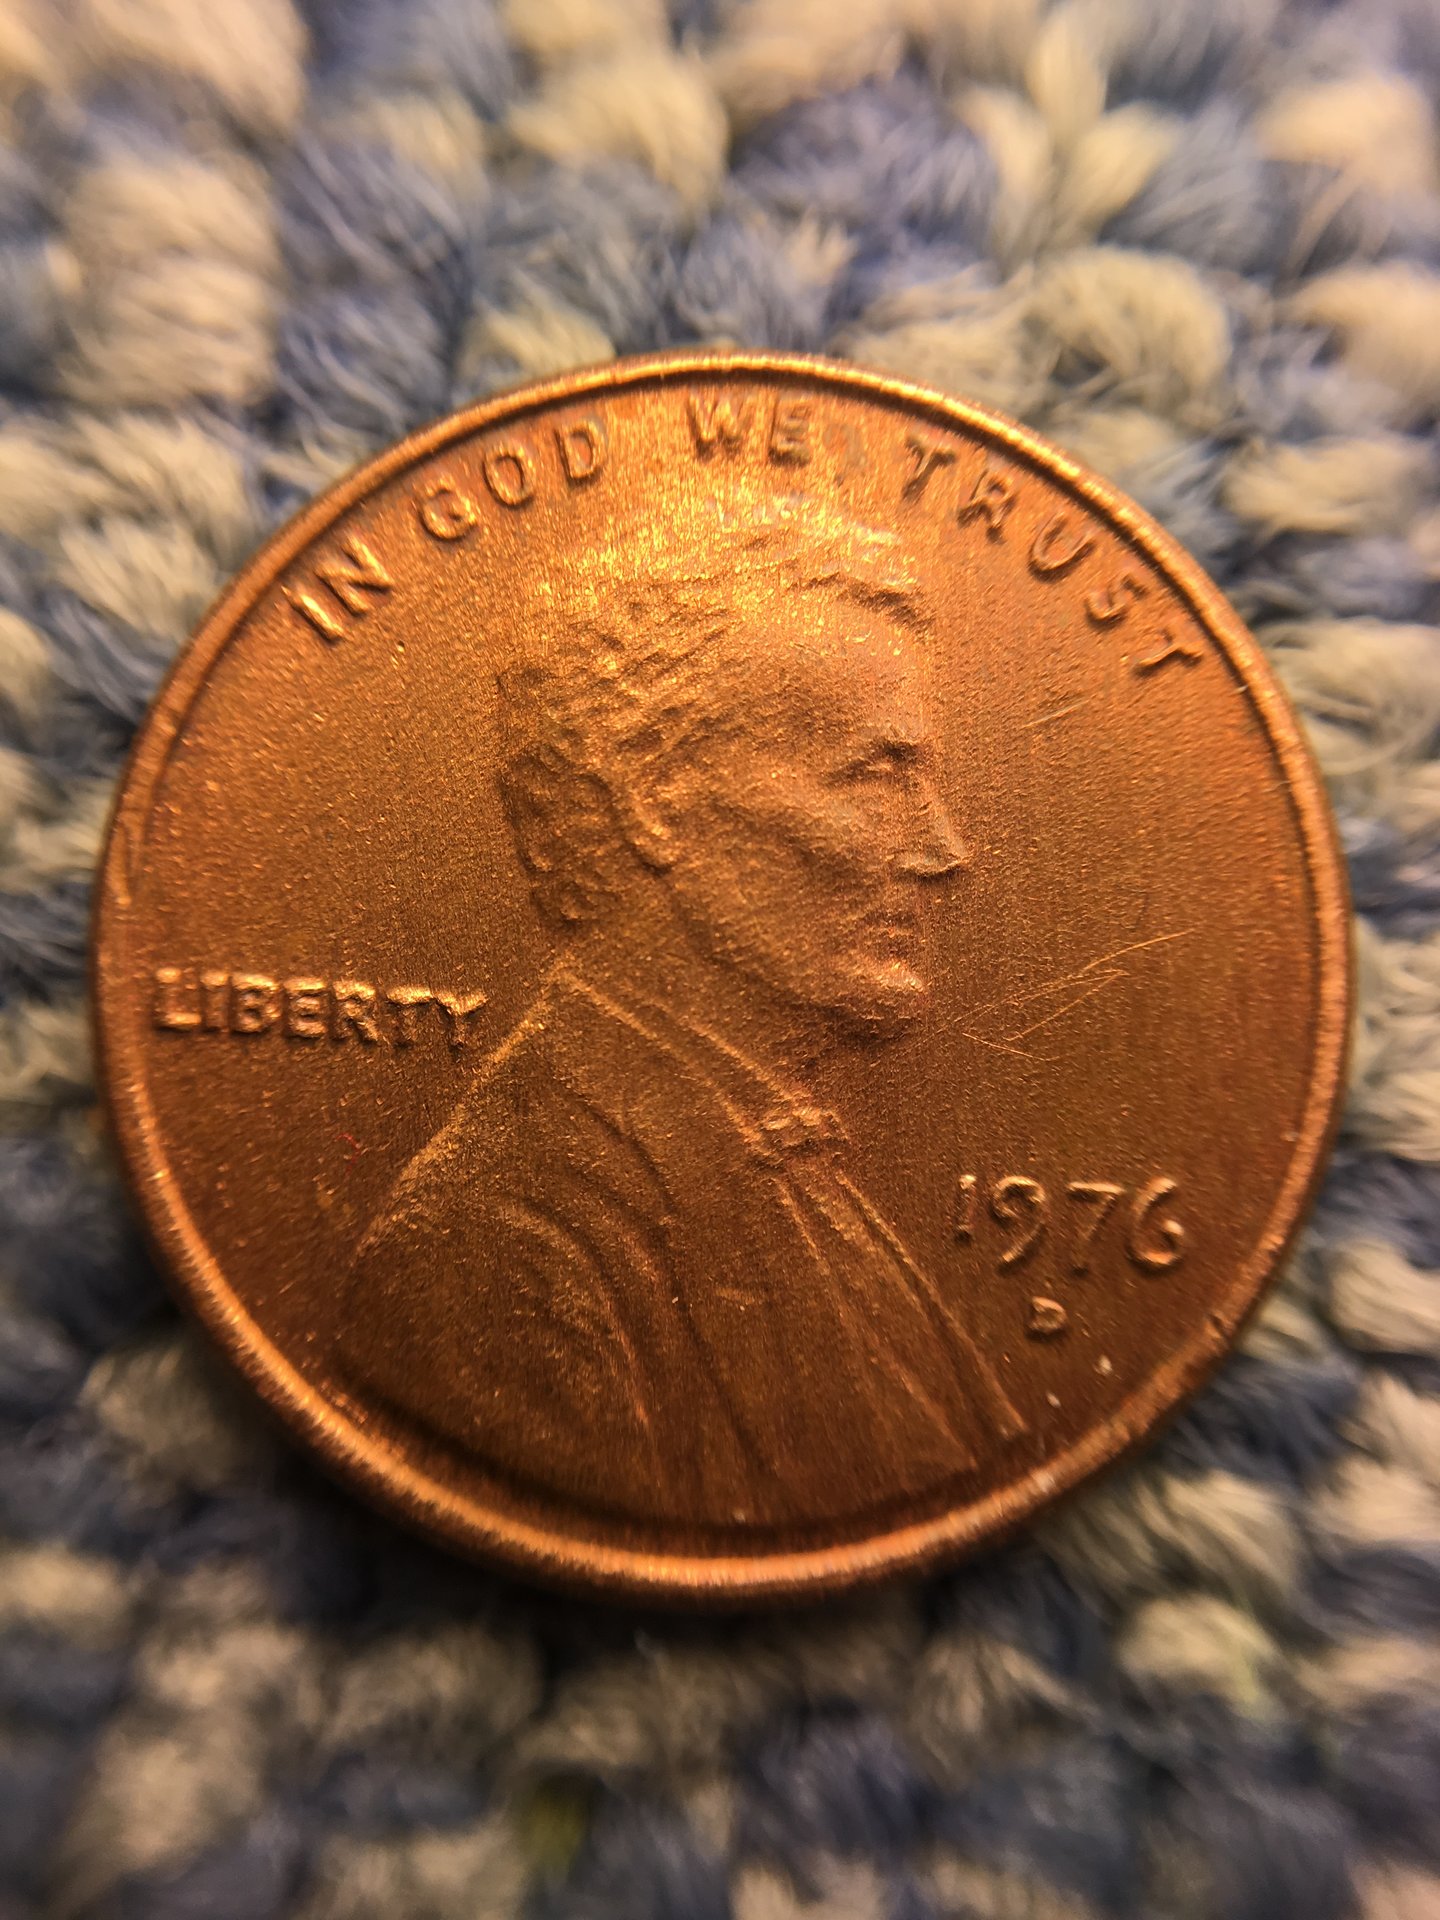 IN GOD WE TRUST
LIBERTY
1976
D